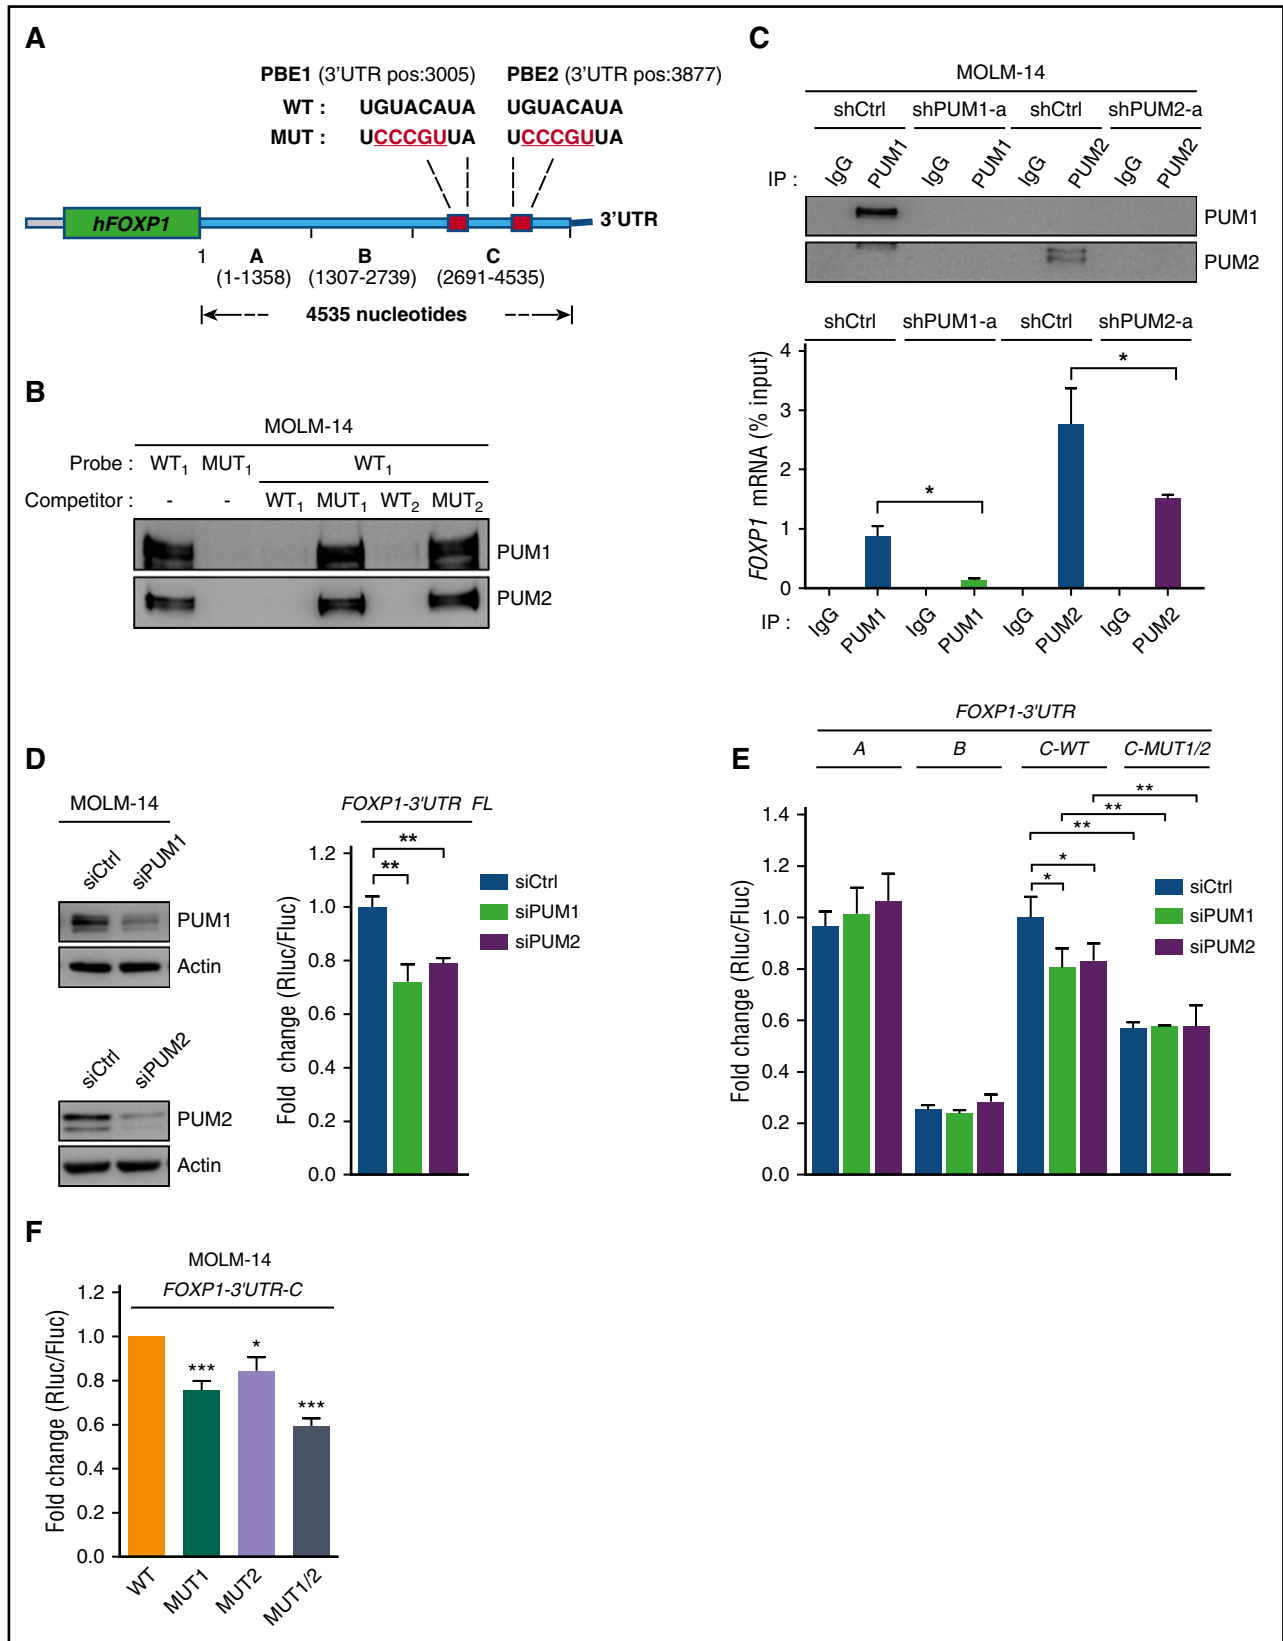 A
PBE1 (3'UTR pos:3005) PBE2 (3'UTR pos:3877)
WT : UGUACAUA UGUACAUA
MUT : UCCCGUUA UCCCGUUA
hFOXP1 3'UTR
1 A B C
(1-1358) (1307-2739) (2691-4535)
4535 nucleotides
B
MOLM-14
Probe : WT1 MUT1 WT1
Competitor : - - WT1 MUT1 WT2 MUT2
PUM1
PUM2
C
MOLM-14
shCtrl shPUM1-a shCtrl shPUM2-a
IP : IgG PUM1 IgG PUM1 IgG PUM2 IgG PUM2
PUM1
PUM2
shCtrl shPUM1-a shCtrl shPUM2-a
FOXP1 mRNA (% input)
4
3
2
1
0
* *
IP : IgG PUM1 IgG PUM1 IgG PUM2 IgG PUM2
D
MOLM-14
siCtrl siPUM1
PUM1
Actin
siCtrl siPUM2
PUM2
Actin
FOXP1-3'UTR FL
Fold change (Rluc/Fluc)
1.2
1.0
0.8
0.6
0.4
0.2
0.0
**
**
siCtrl
siPUM1
siPUM2
E
FOXP1-3'UTR
A B C-WT C-MUT1/2
Fold change (Rluc/Fluc)
1.4
1.2
1.0
0.8
0.6
0.4
0.2
0.0
**
**
**
*
*
siCtrl
siPUM1
siPUM2
F
MOLM-14
FOXP1-3'UTR-C
Fold change (Rluc/Fluc)
1.2
1.0
0.8
0.6
0.4
0.2
0.0
*** * ***
WT MUT1 MUT2 MUT1/2